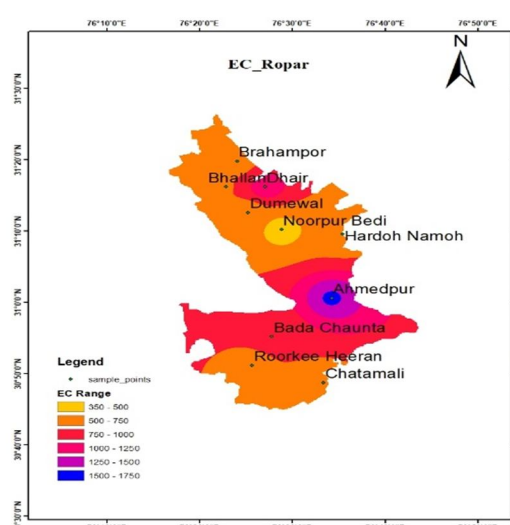 76°10'0"E 76°20'0"E 76°30'0"E 76°40'0"E 76°50'0"E
N
EC_Ropar
31°30'0"N
31°20'0"N
31°10'0"N
31°0'0"N
30°50'0"N
30°40'0"N
Brahampor
BhallanDhair
Dumewal
Noorpur Bedi
Hardoh Namoh
Ahmedpur
Bada Chaunta
Roorkee Heeran
Chatamali
Legend
sample_points
EC Range
350 - 500
500 - 750
750 - 1000
1000 - 1250
1250 - 1500
1500 - 1750